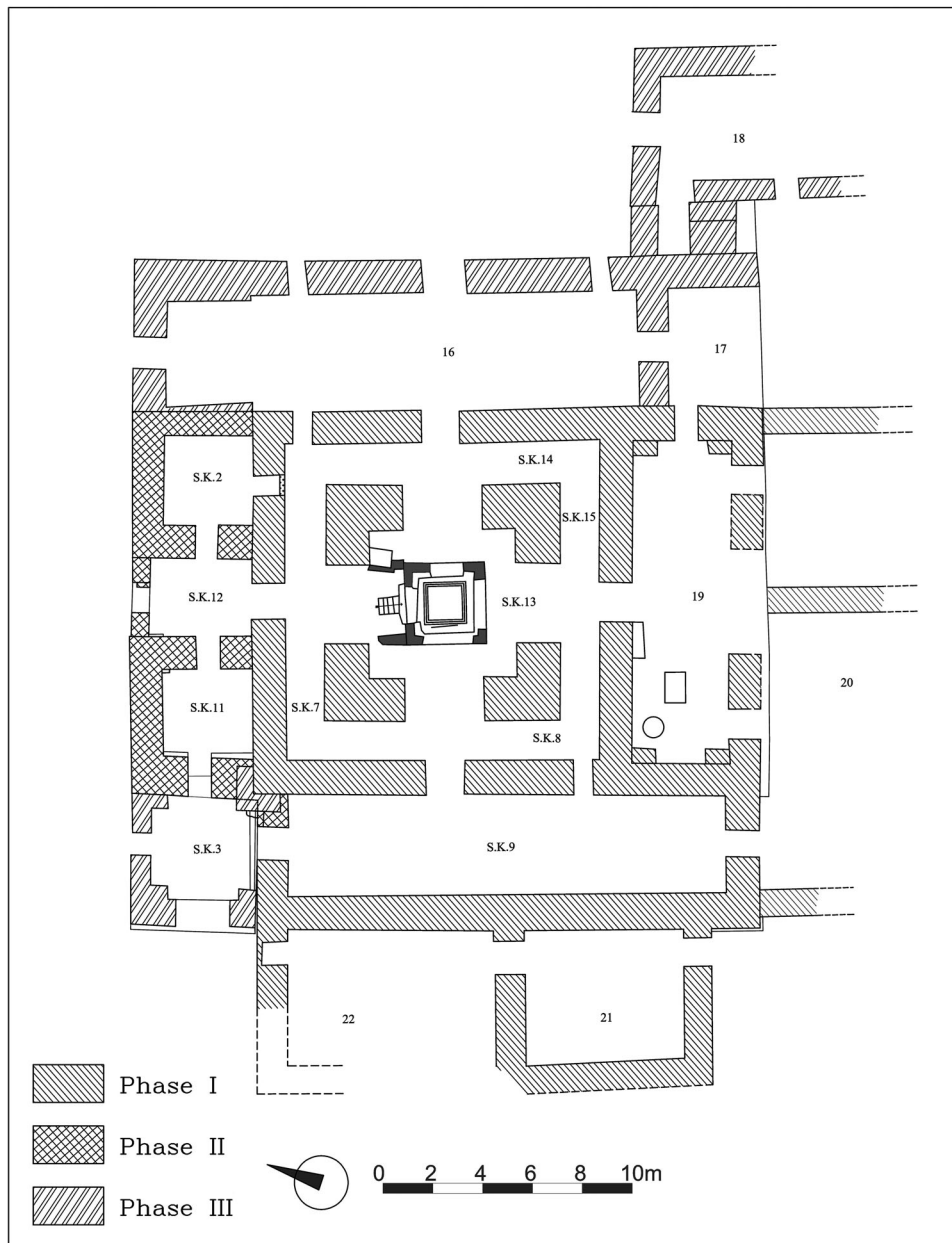 18
16
17
S.K.14
S.K.2
S.K.15
S.K.12
S.K.13
19
20
S.K.11
S.K.7
S.K.8
S.K.3
S.K.9
22
21
Phase I
Phase II
Phase III
0 2 4 6 8 10m